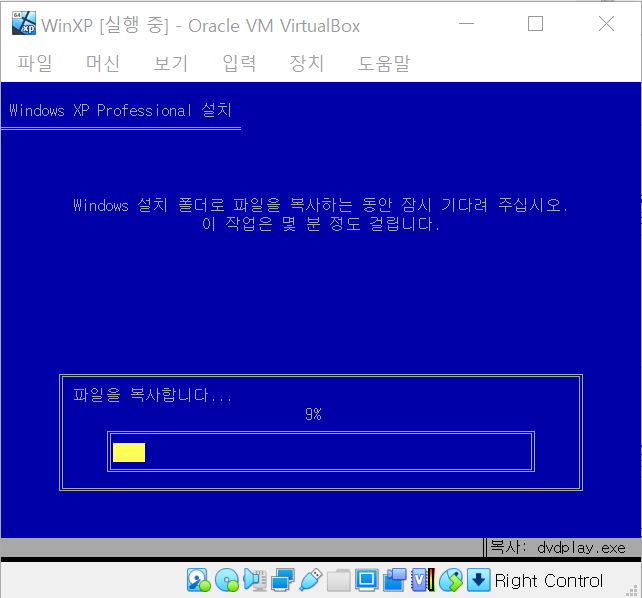 WinXP [실행 중] - Oracle VM VirtualBox
파일 머신 보기 입력 장치 도움말
Windows XP Professional 설치
Windows 설치 폴더로 파일을 복사하는 동안 잠시 기다려 주십시오.
이 작업은 몇 분 정도 걸립니다.
파일을 복사합니다...
9%
복사: dvdplay.exe
Right Control